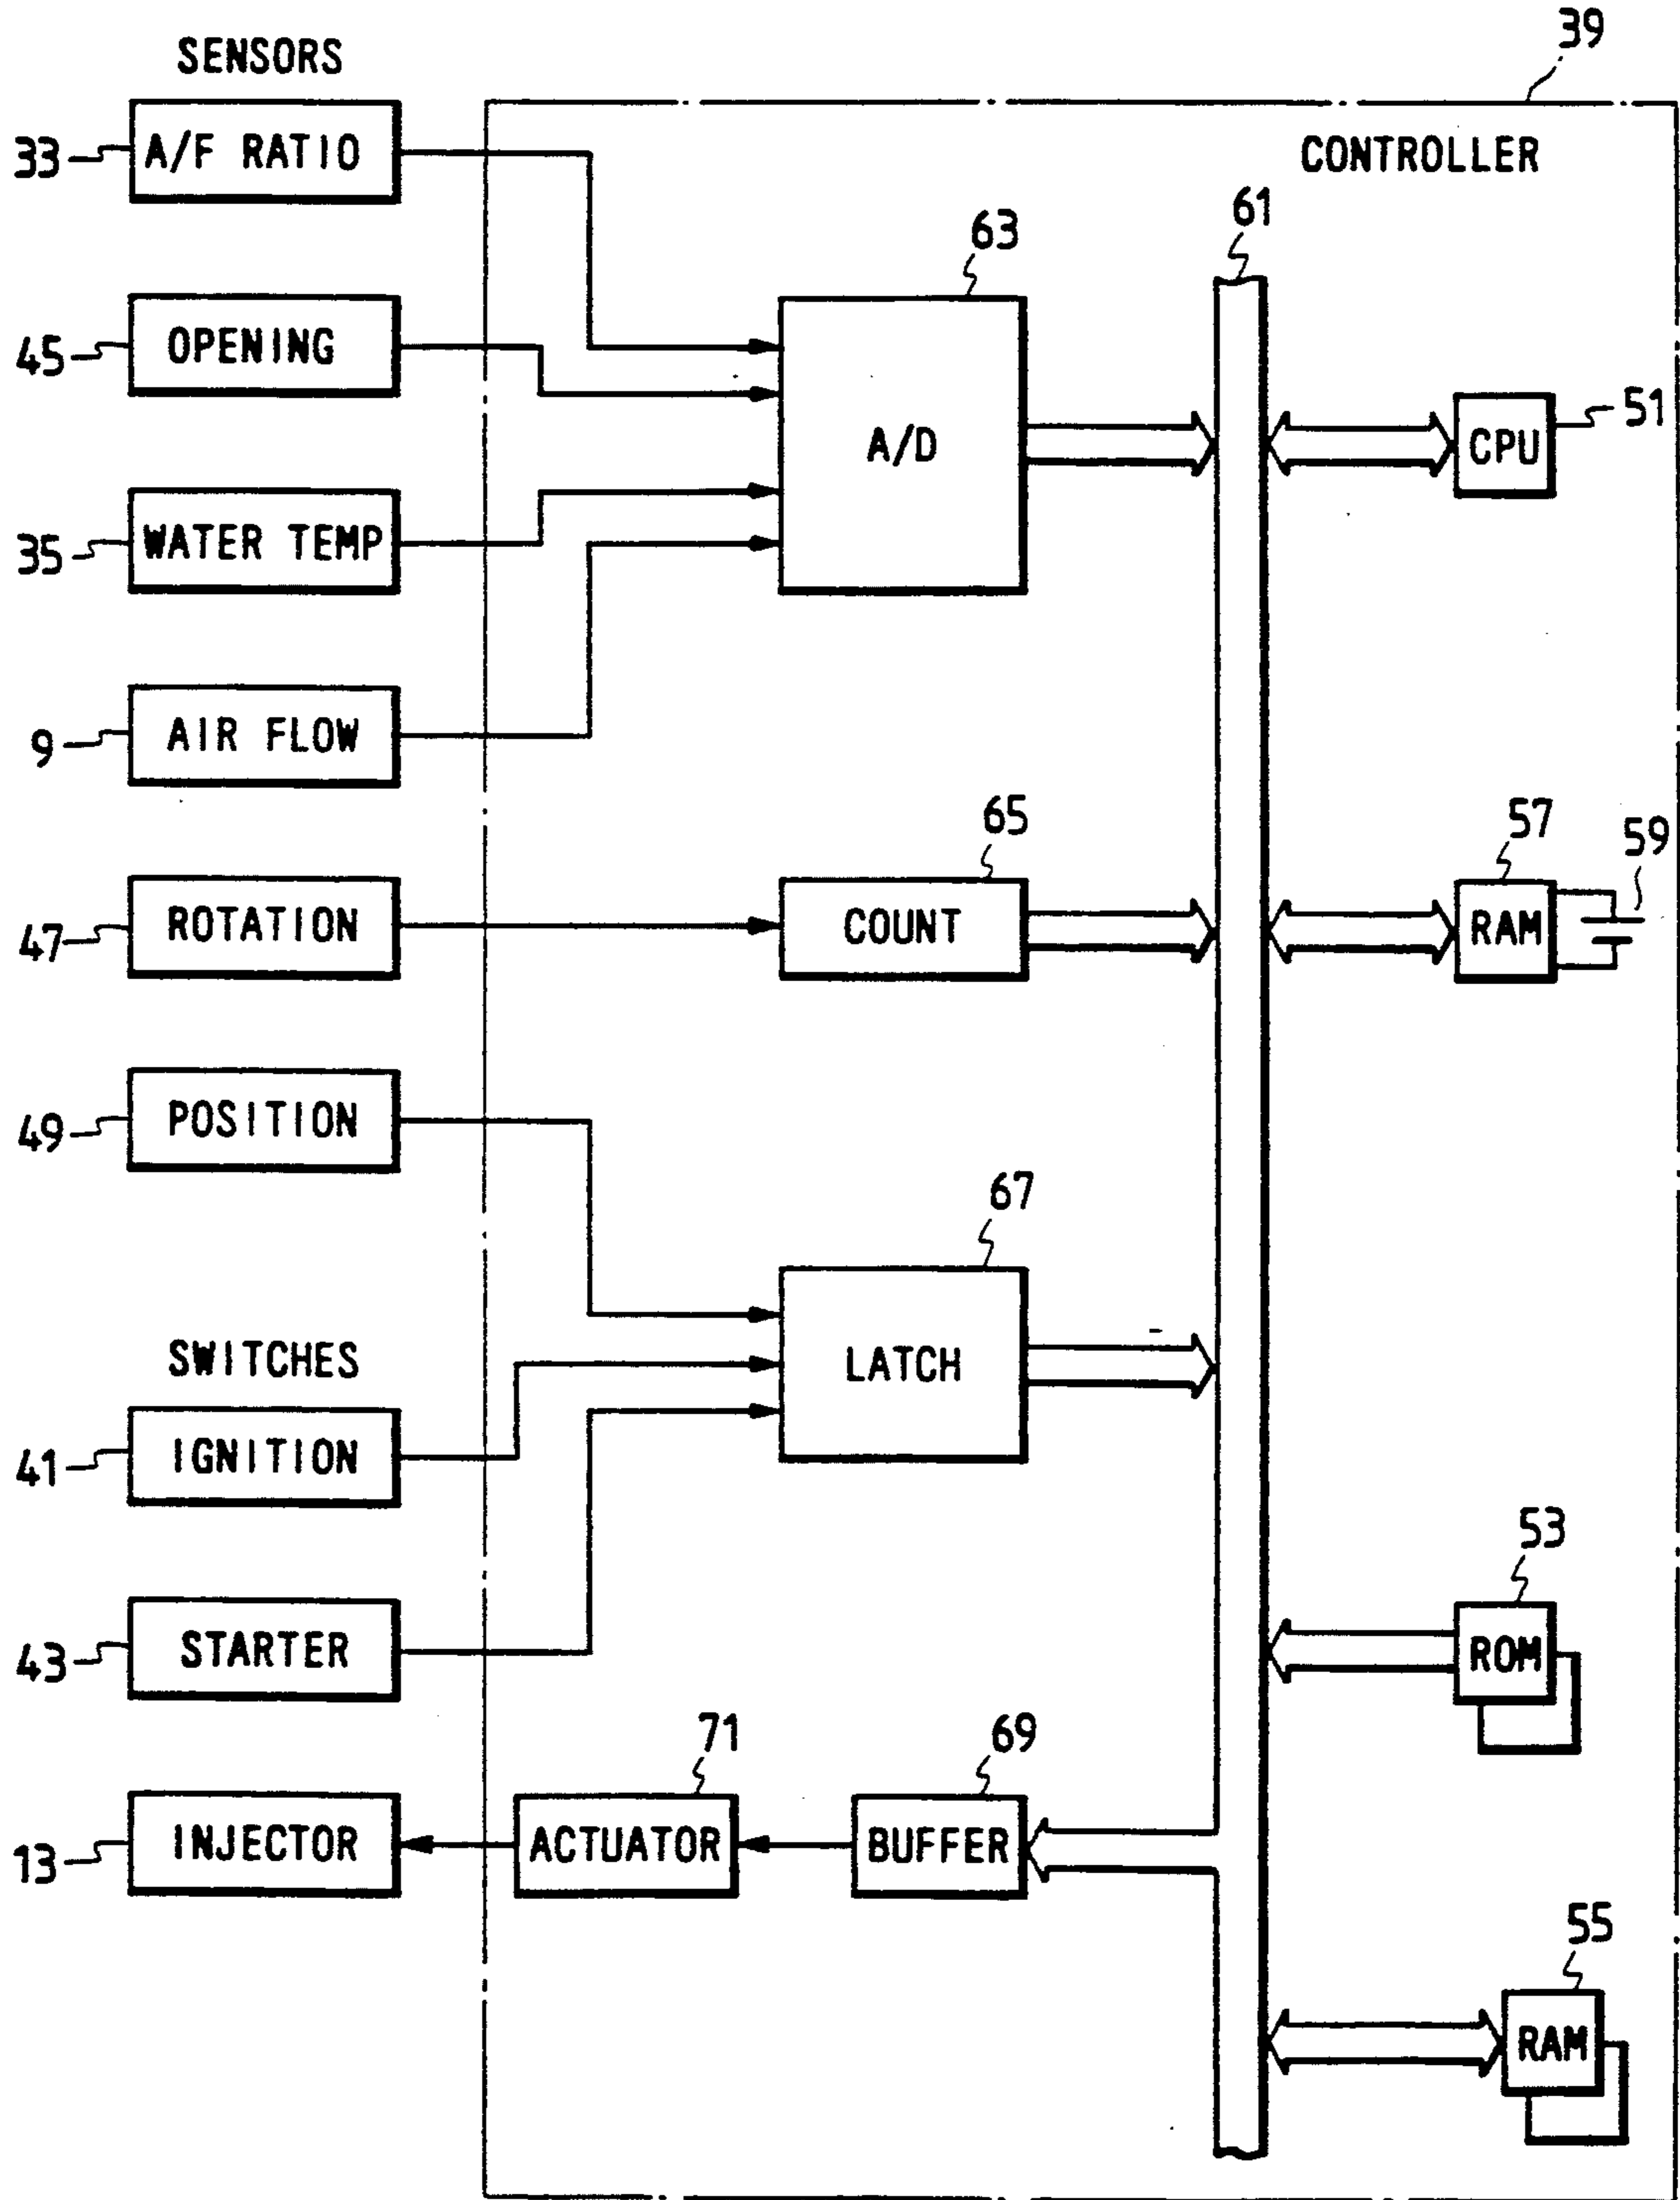 39
SENSORS
CONTROLLER
33 A/F RATIO
61
63
45 OPENING
A/D
CPU 51
35 WATER TEMP
9 AIR FLOW
65
57
59
47 ROTATION
COUNT
RAM
49 POSITION
67
SWITCHES
LATCH
41 IGNITION
53
43 STARTER
ROM
71
69
13 INJECTOR
ACTUATOR
BUFFER
55
RAM